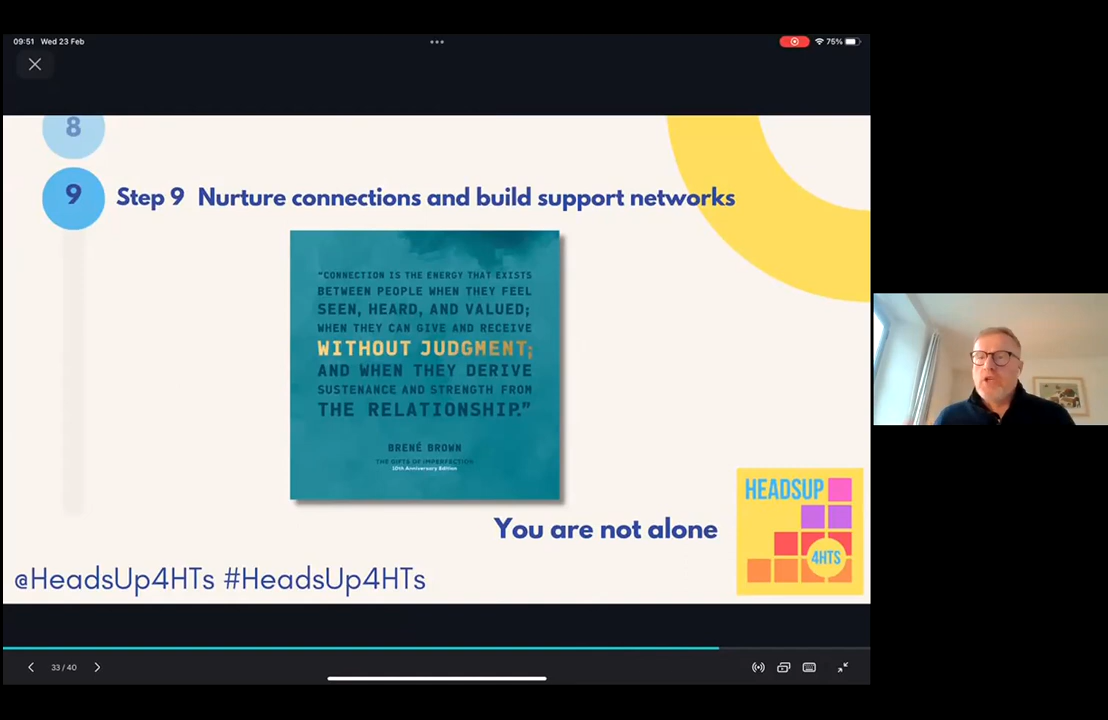 09:51 Wed 23 Feb
75%
8
9
Step 9 Nurture connections and build support networks
"CONNECTION IS THE ENERGY THAT EXISTS
BETWEEN PEOPLE WHEN THEY FEEL
SEEN, HEARD, AND VALUED;
WHEN THEY CAN GIVE AND RECEIVE
WITHOUT JUDGMENT;
AND WHEN THEY DERIVE
SUSTENANCE AND STRENGTH FROM
THE RELATIONSHIP."
BRENÉ BROWN
THE GIFTS OF IMPERFECTION
10th Anniversary Edition
You are not alone
HEADSUP
4HTS
@HeadsUp4HTs #HeadsUp4HTs
33 / 40